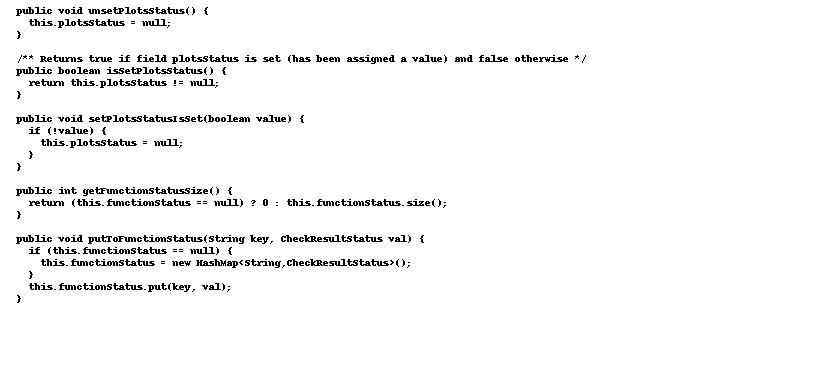 public void unsetPlotsStatus() {
this.plotsStatus = null;
}
/** Returns true if field plotsStatus is set (has been assigned a value) and false otherwise */
public boolean isSetPlotsStatus() {
return this.plotsStatus != null;
}
public void setPlotsStatusIsSet(boolean value) {
if (!value) {
this.plotsStatus = null;
}
}
public int getFunctionStatusSize() {
return (this.functionStatus == null) ? 0 : this.functionStatus.size();
}
public void putToFunctionStatus(String key, CheckResultStatus val) {
if (this.functionStatus == null) {
this.functionStatus = new HashMap<String,CheckResultStatus>();
}
this.functionStatus.put(key, val);
}